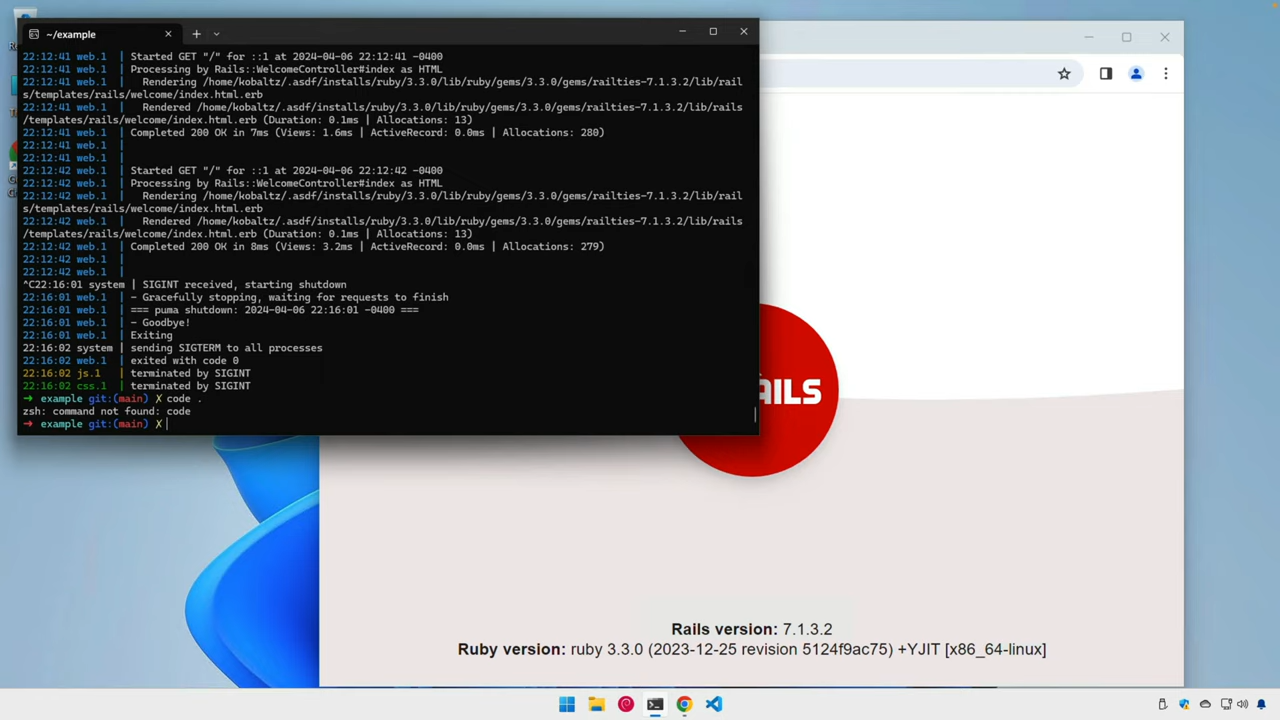 ~/example
22:12:41 web.1 | Started GET "/" for ::1 at 2024-04-06 22:12:41 -0400
22:12:41 web.1 | Processing by Rails::WelcomeController#index as HTML
22:12:41 web.1 | Rendering /home/kobaltz/.asdf/installs/ruby/3.3.0/lib/ruby/gems/3.3.0/gems/railties-7.1.3.2/lib/rail
s/templates/rails/welcome/index.html.erb
22:12:41 web.1 | Rendered /home/kobaltz/.asdf/installs/ruby/3.3.0/lib/ruby/gems/3.3.0/gems/railties-7.1.3.2/lib/rails
/templates/rails/welcome/index.html.erb (Duration: 0.1ms | Allocations: 13)
22:12:41 web.1 | Completed 200 OK in 7ms (Views: 1.6ms | ActiveRecord: 0.0ms | Allocations: 280)
22:12:41 web.1 |
22:12:41 web.1 |
22:12:42 web.1 | Started GET "/" for ::1 at 2024-04-06 22:12:42 -0400
22:12:42 web.1 | Processing by Rails::WelcomeController#index as HTML
22:12:42 web.1 | Rendering /home/kobaltz/.asdf/installs/ruby/3.3.0/lib/ruby/gems/3.3.0/gems/railties-7.1.3.2/lib/rail
s/templates/rails/welcome/index.html.erb
22:12:42 web.1 | Rendered /home/kobaltz/.asdf/installs/ruby/3.3.0/lib/ruby/gems/3.3.0/gems/railties-7.1.3.2/lib/rails
/templates/rails/welcome/index.html.erb (Duration: 0.1ms | Allocations: 13)
22:12:42 web.1 | Completed 200 OK in 8ms (Views: 3.2ms | ActiveRecord: 0.0ms | Allocations: 279)
22:12:42 web.1 |
22:12:42 web.1 |
^C22:16:01 system | SIGINT received, starting shutdown
22:16:01 web.1 | - Gracefully stopping, waiting for requests to finish
22:16:01 web.1 | === puma shutdown: 2024-04-06 22:16:01 -0400 ===
22:16:01 web.1 | - Goodbye!
22:16:01 web.1 | Exiting
22:16:02 system | sending SIGTERM to all processes
22:16:02 web.1 | exited with code 0
22:16:02 js.1 | terminated by SIGINT
22:16:02 css.1 | terminated by SIGINT
➜ example git:(main) ✗ code .
zsh: command not found: code
➜ example git:(main) ✗
AILS
Rails version: 7.1.3.2
Ruby version: ruby 3.3.0 (2023-12-25 revision 5124f9ac75) +YJIT [x86_64-linux]